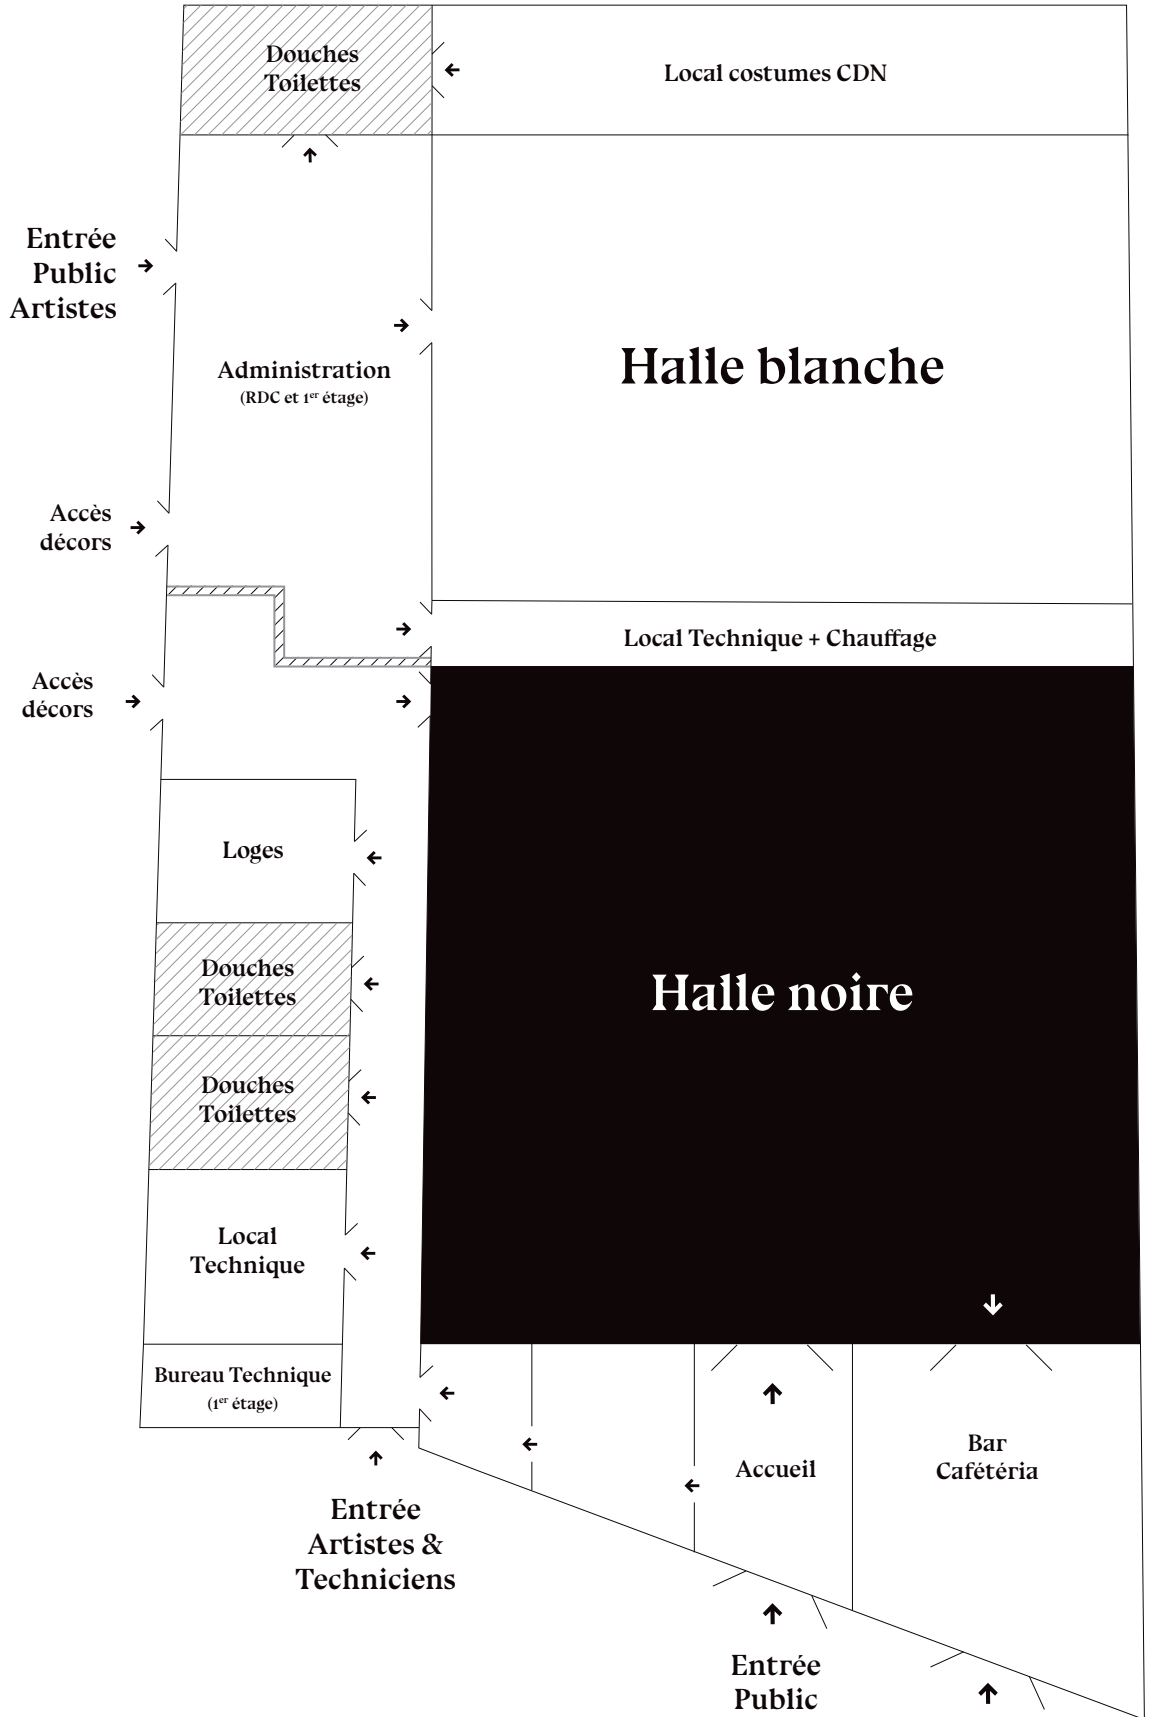 Douches
Toilettes
Local costumes CDN
Entrée
Public
Artistes
Administration
(RDC et 1er étage)
Halle blanche
Accès
décors
Local Technique + Chauffage
Accès
décors
Loges
Douches
Toilettes
Halle noire
Douches
Toilettes
Local
Technique
Bureau Technique
(1er étage)
Bar
Cafétéria
Accueil
Entrée
Artistes &
Techniciens
Entrée
Public